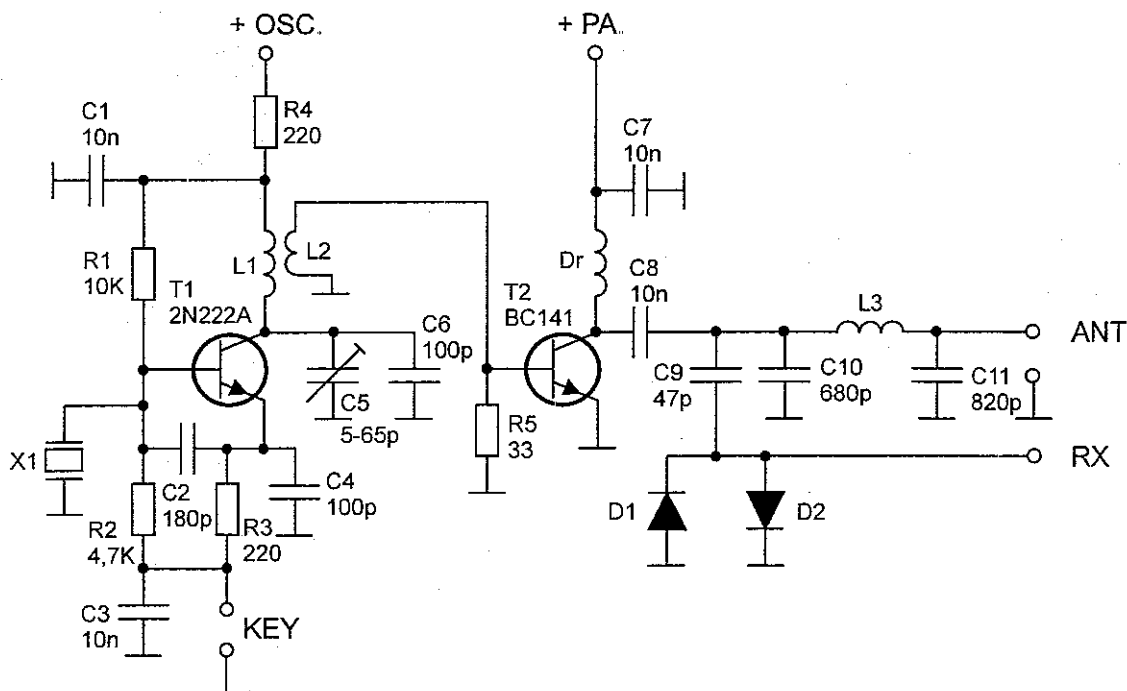 + OSC.
+ PA.
C1
10n
R4
220
C7
10n
R1
10K
L1
L2
Dr
C8
10n
T1
2N222A
T2
BC141
L3
C6
100p
ANT
C9
47p
C10
680p
C11
820p
C5
5-65p
R5
33
X1
RX
C2
180p
C4
100p
R2
4,7K
R3
220
D1
D2
C3
10n
KEY